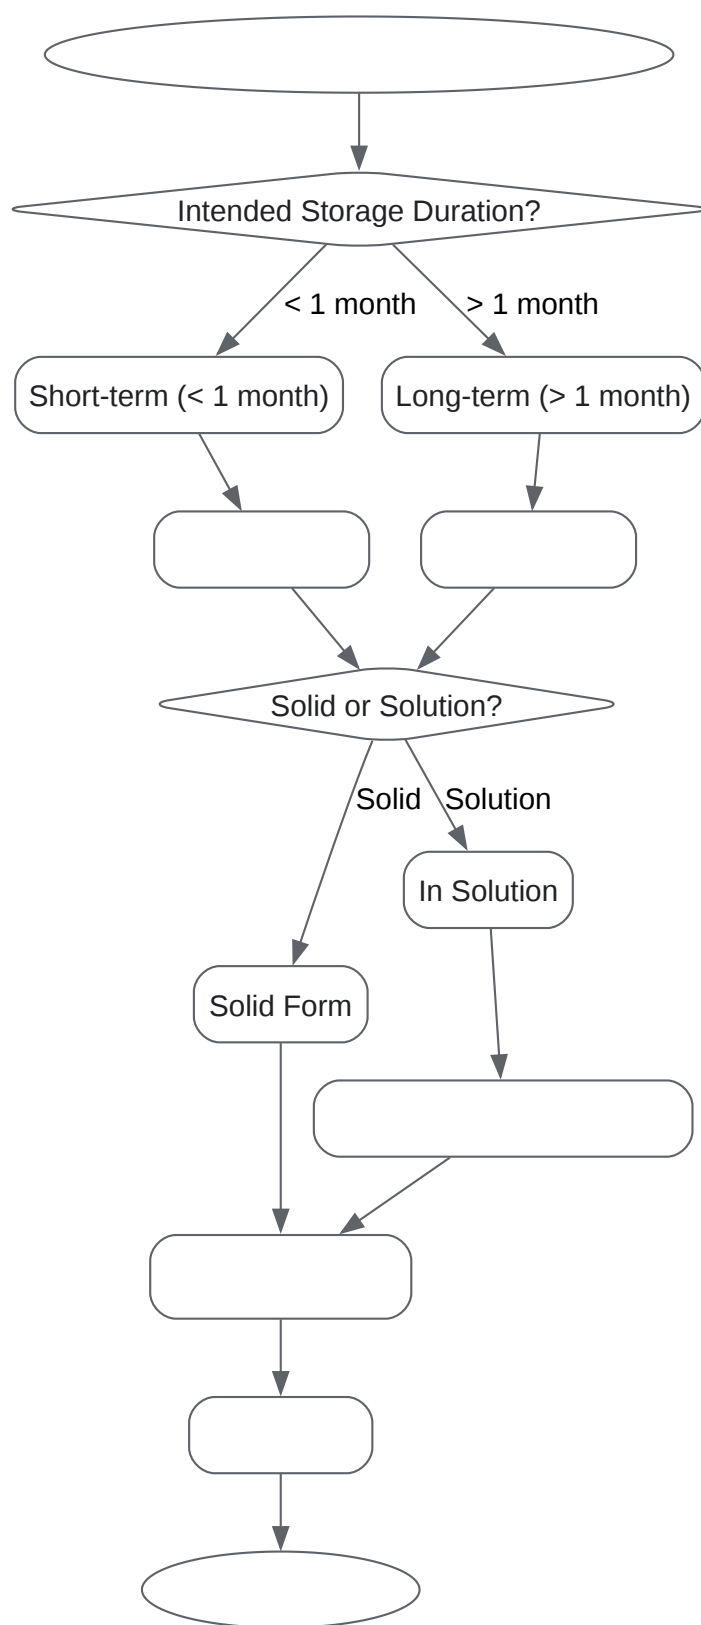 Intended Storage Duration?
< 1 month
> 1 month
Short-term (< 1 month)
Long-term (> 1 month)
Solid or Solution?
Solid
Solution
In Solution
Solid Form